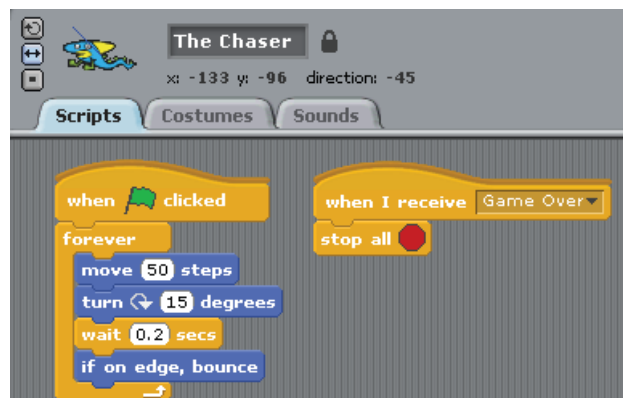 The Chaser
x: -133 y: -96 direction: -45
Scripts Costumes Sounds
when clicked
forever
move 50 steps
turn 15 degrees
wait 0.2 secs
if on edge, bounce
when I receive Game Over
stop all